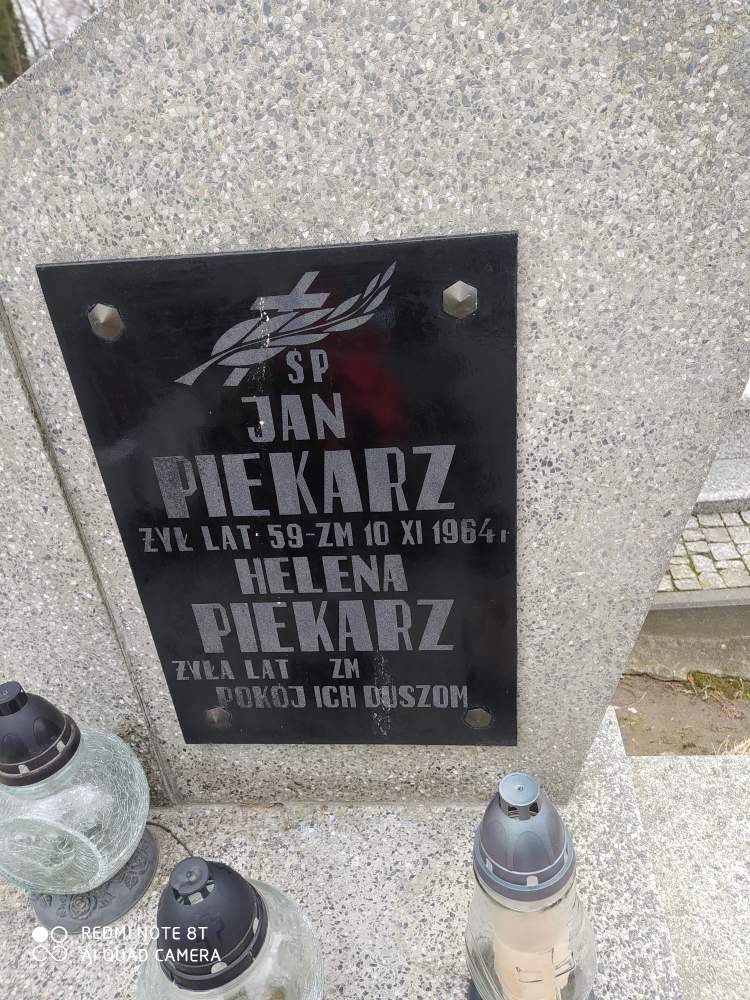 ŚP
JAN
PIEKARZ
ŻYŁ LAT 59-ZM 10 XI 1964 r
HELENA
PIEKARZ
ŻYŁA LAT ZM
POKÓJ ICH DUSZOM
REDMI NOTE 8T
AI QUAD CAMERA